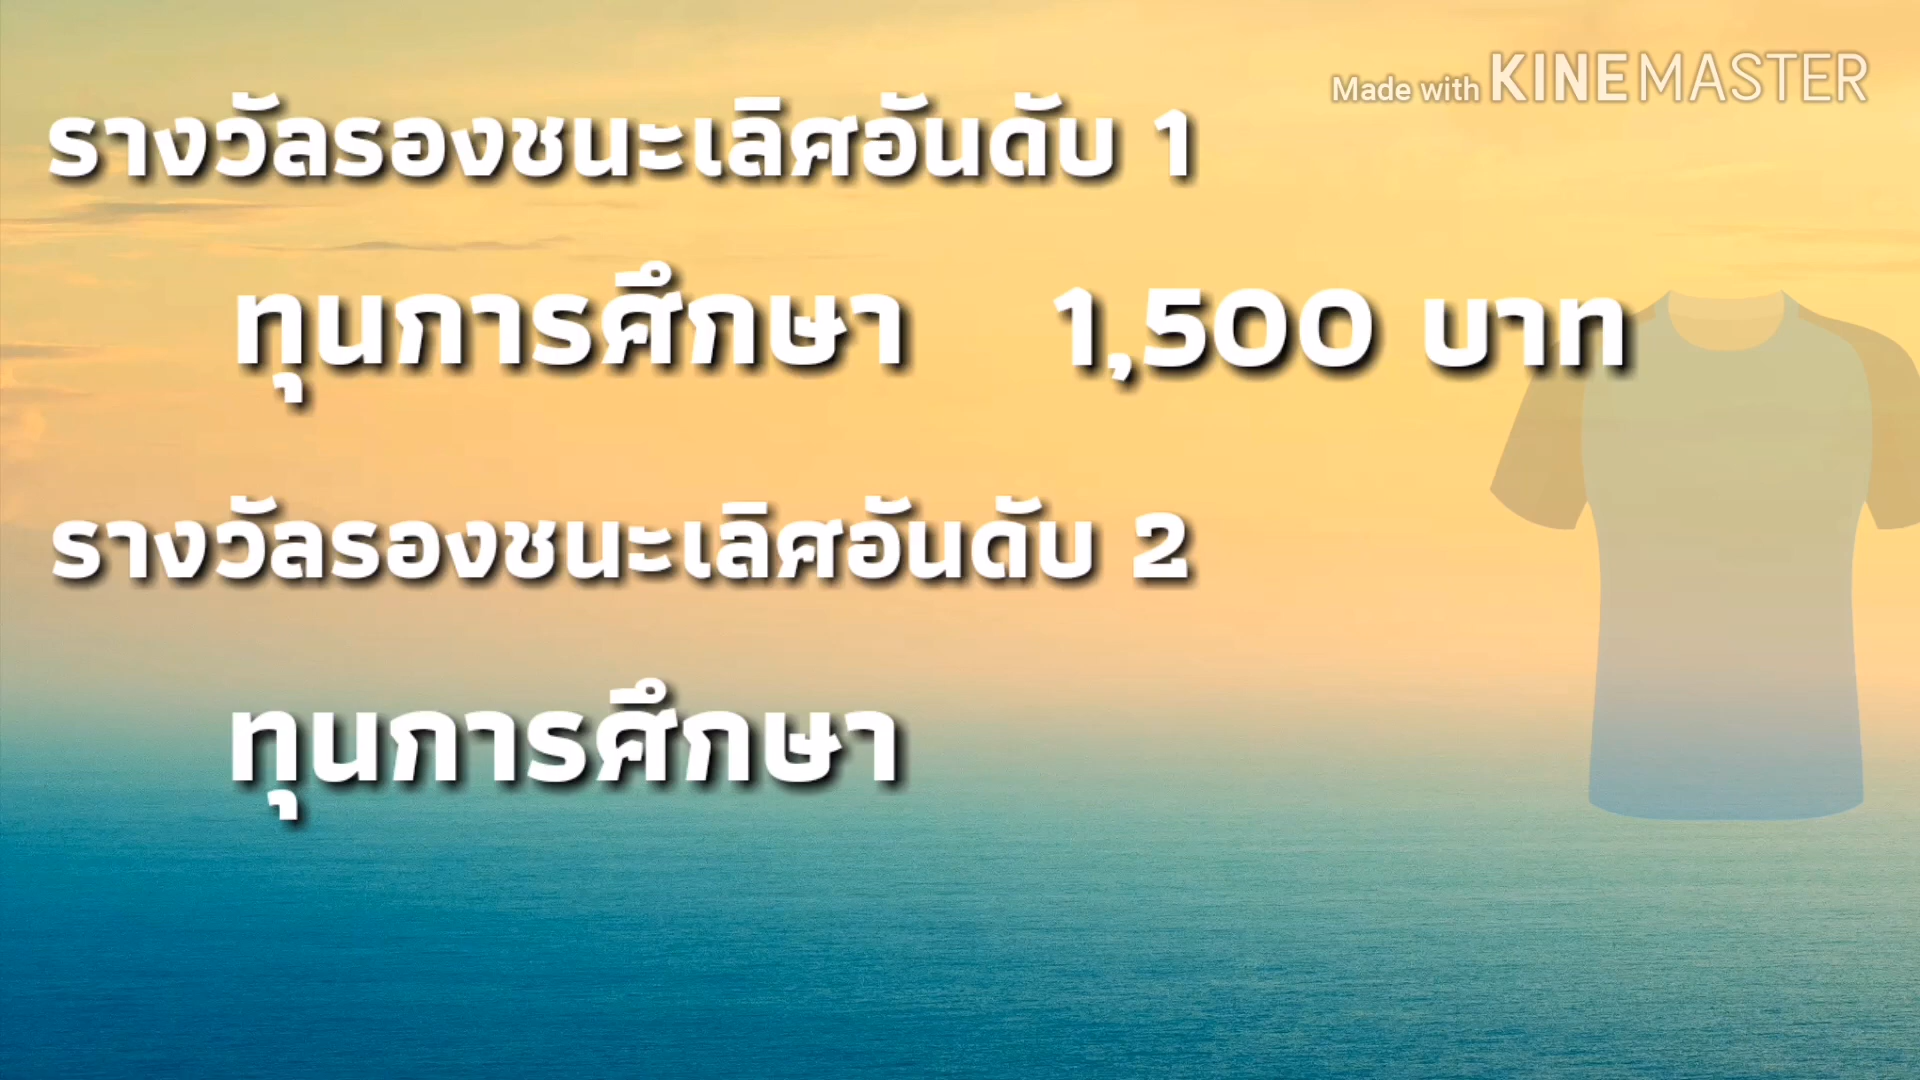 Made with KINEMASTER
รางวัลรองชนะเลิศอันดับ 1
ทุนการศึกษา 1,500 บาท
รางวัลรองชนะเลิศอันดับ 2
ทุนการศึกษา